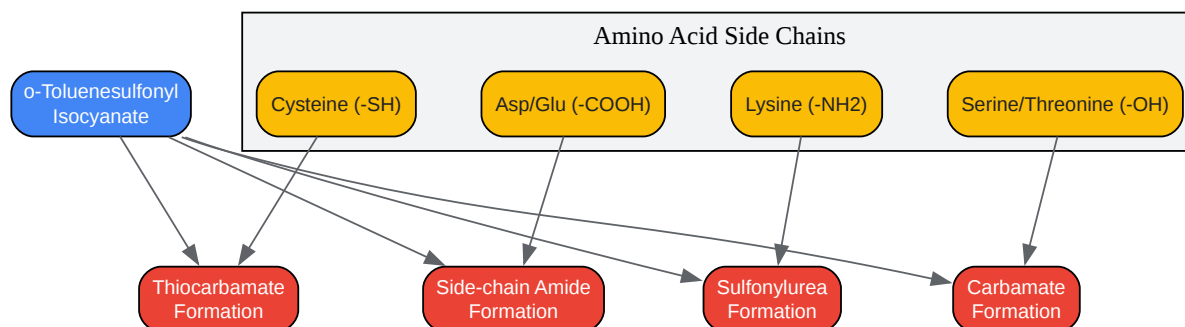 Amino Acid Side Chains
o-Toluenesulfonyl
Isocyanate
Cysteine (-SH)
Asp/Glu (-COOH)
Lysine (-NH2)
Serine/Threonine (-OH)
Thiocarbamate
Formation
Side-chain Amide
Formation
Sulfonylurea
Formation
Carbamate
Formation